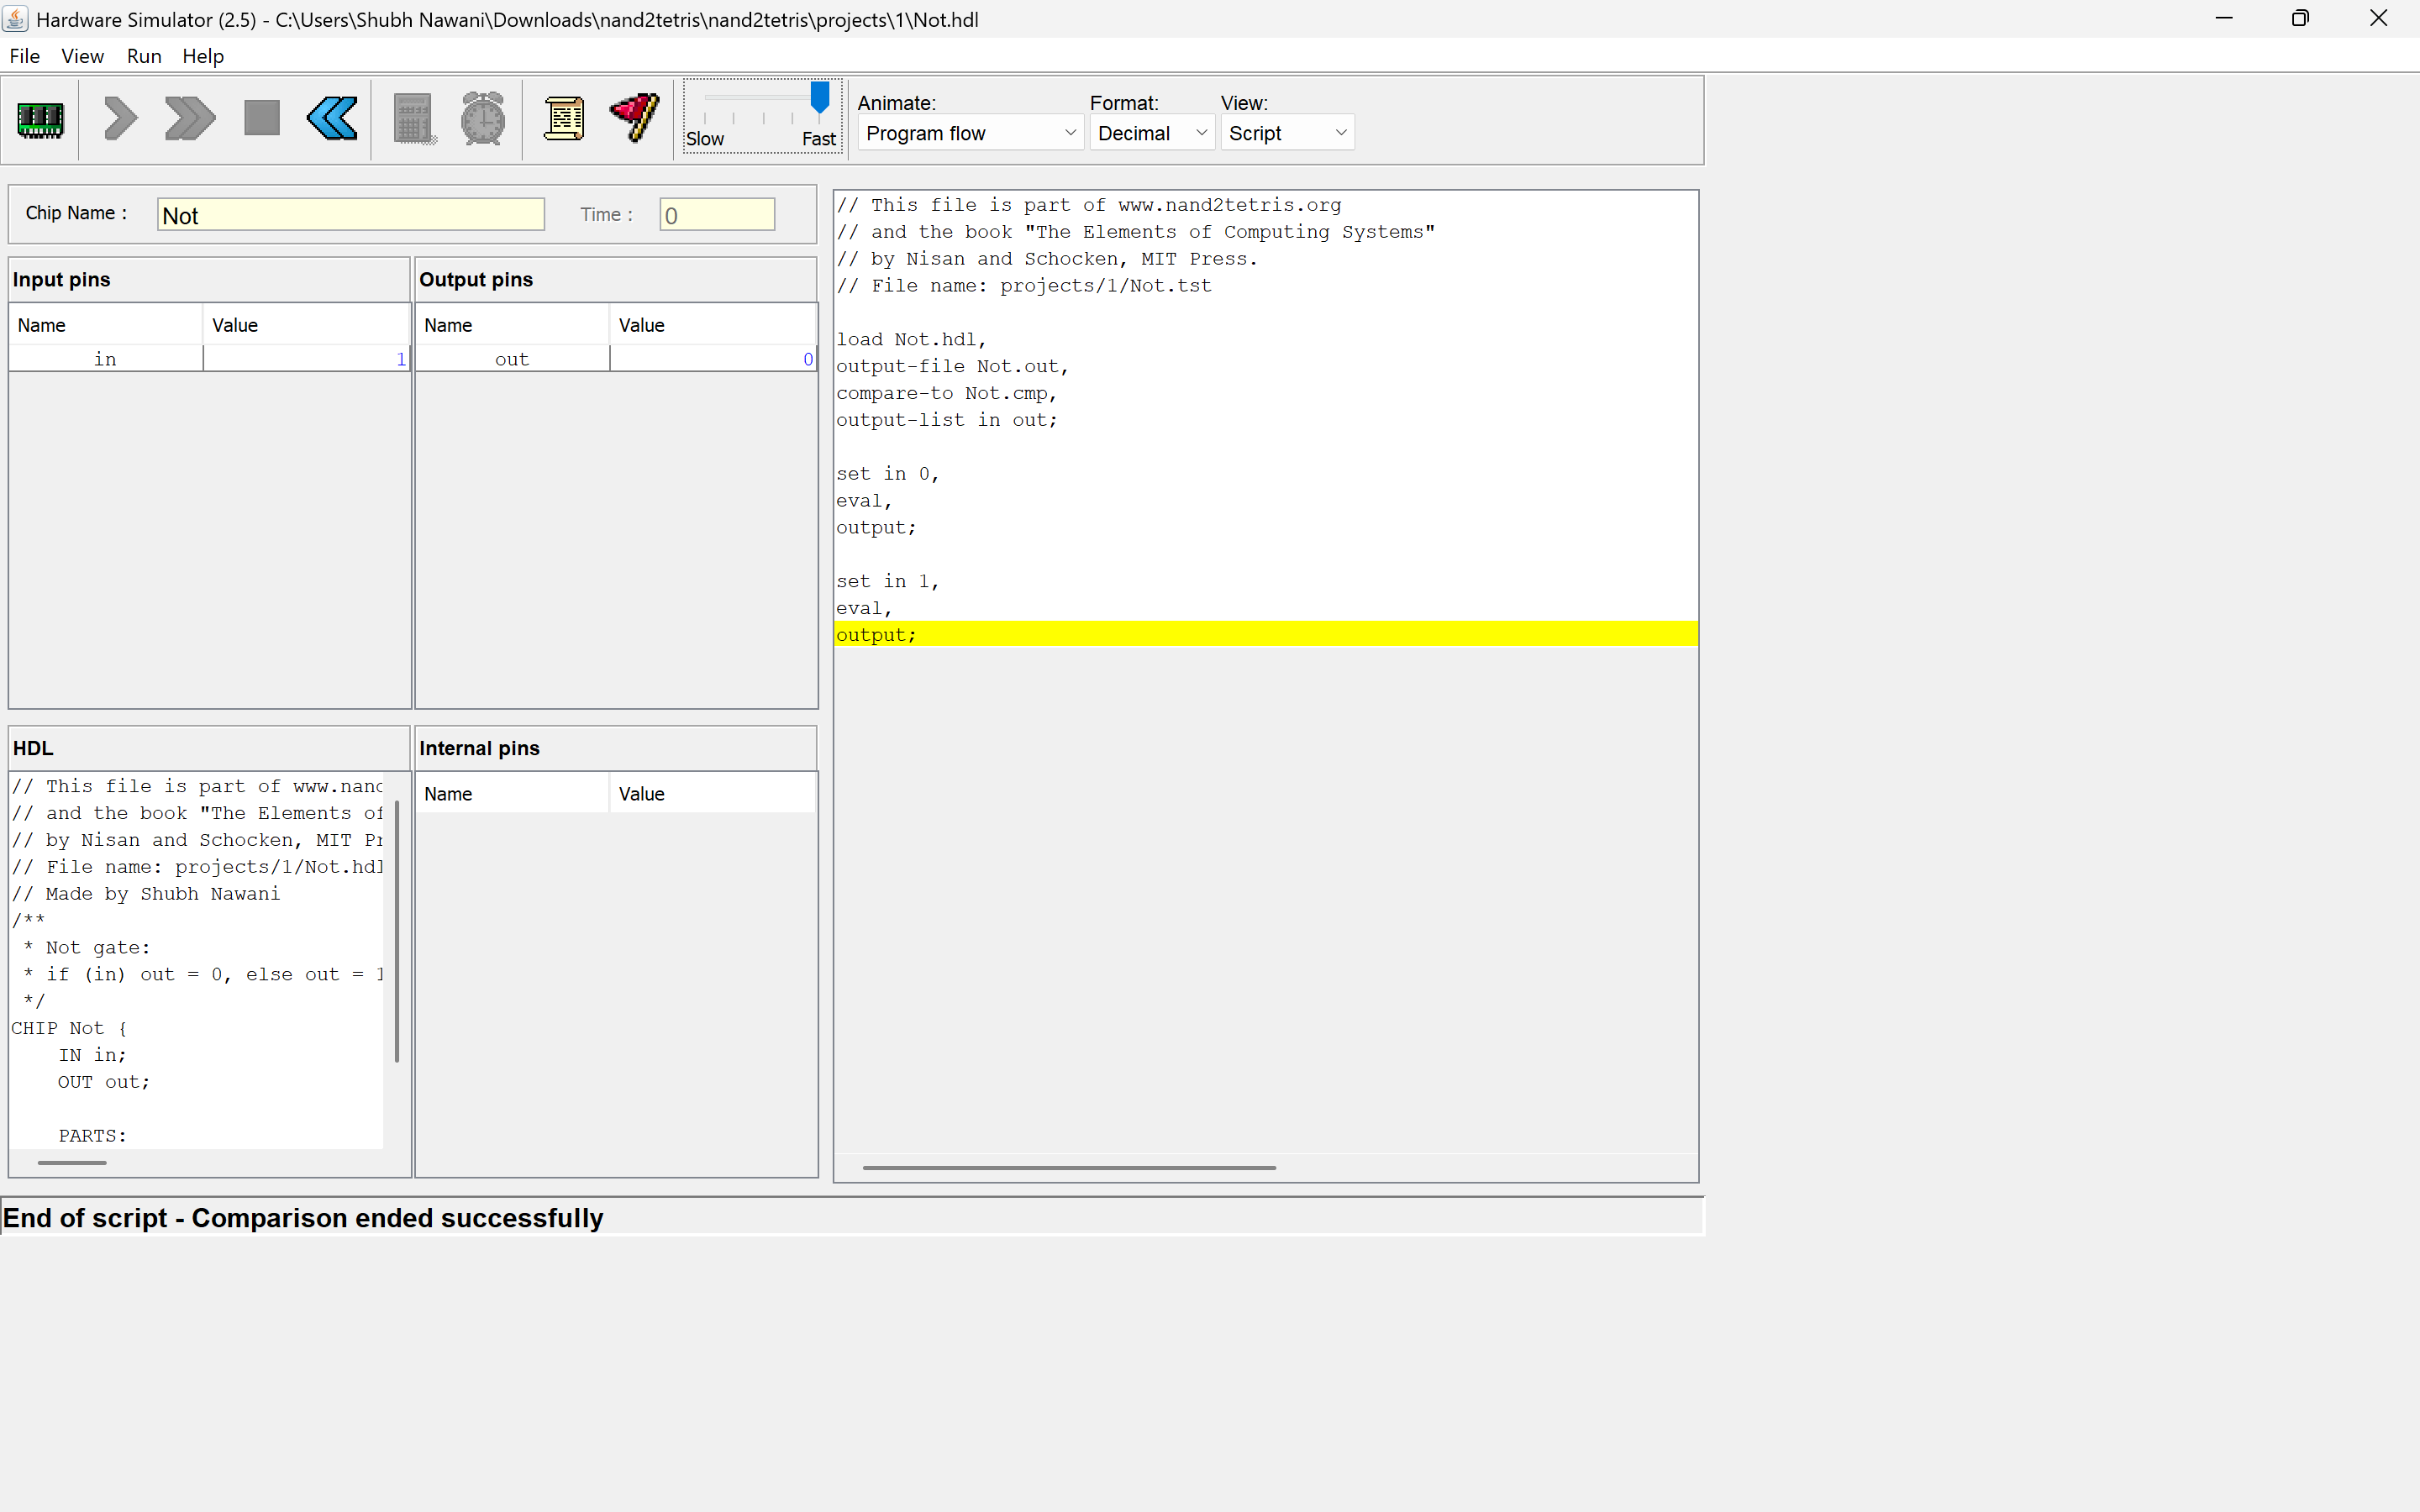 Hardware Simulator (2.5) - C:\Users\Shubh Nawani\Downloads\nand2tetris\nand2tetris\projects\1\Not.hdl
File View Run Help
Slow Fast
Animate: Format: View:
Program flow Decimal Script
Chip Name : Not Time : 0
Input pins
Name Value
in 1
Output pins
Name Value
out 0
HDL
// This file is part of www.nand
// and the book "The Elements of
// by Nisan and Schocken, MIT Pr
// File name: projects/1/Not.hdl
// Made by Shubh Nawani
/**
* Not gate:
* if (in) out = 0, else out = 1
*/
CHIP Not {
IN in;
OUT out;
PARTS:
Internal pins
Name Value
// This file is part of www.nand2tetris.org
// and the book "The Elements of Computing Systems"
// by Nisan and Schocken, MIT Press.
// File name: projects/1/Not.tst
load Not.hdl,
output-file Not.out,
compare-to Not.cmp,
output-list in out;
set in 0,
eval,
output;
set in 1,
eval,
output;
End of script - Comparison ended successfully